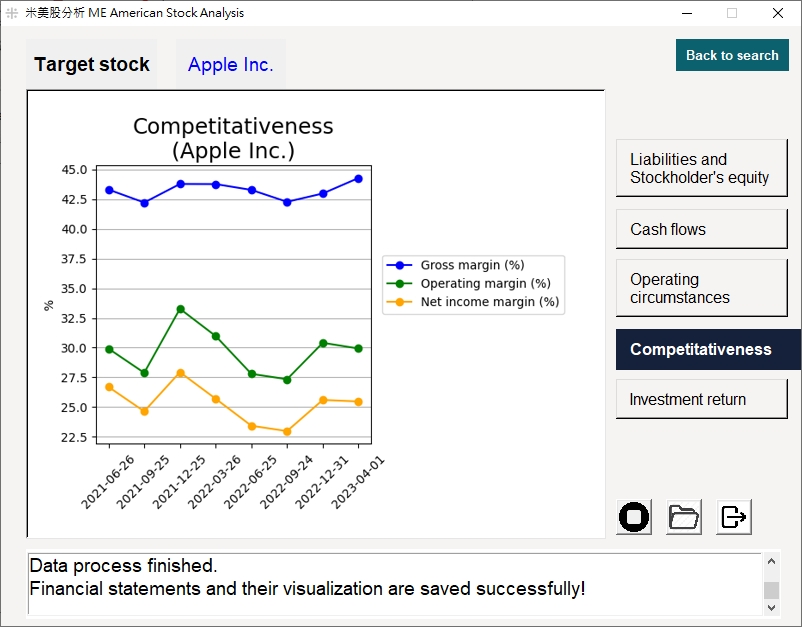 米美股分析 ME American Stock Analysis
Target stock
Apple Inc.
Back to search
Competitativeness
(Apple Inc.)
45.0
42.5
40.0
37.5
35.0
32.5
30.0
27.5
25.0
22.5
%
2021-06-26
2021-09-25
2021-12-25
2022-03-26
2022-06-25
2022-09-24
2022-12-31
2023-04-01
Gross margin (%)
Operating margin (%)
Net income margin (%)
Liabilities and
Stockholder's equity
Cash flows
Operating
circumstances
Competitativeness
Investment return
Data process finished.
Financial statements and their visualization are saved successfully!